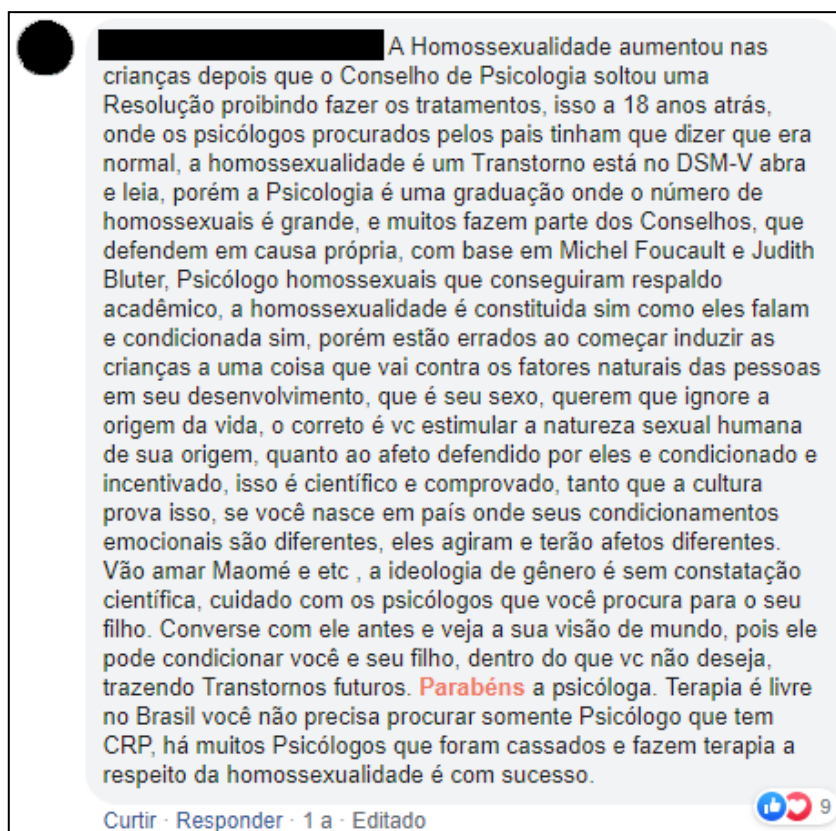 A Homossexualidade aumentou nas
crianças depois que o Conselho de Psicologia soltou uma
Resolução proibindo fazer os tratamentos, isso a 18 anos atrás,
onde os psicólogos procurados pelos pais tinham que dizer que era
normal, a homossexualidade é um Transtorno está no DSM-V abra
e leia, porém a Psicologia é uma graduação onde o número de
homossexuais é grande, e muitos fazem parte dos Conselhos, que
defendem em causa própria, com base em Michel Foucault e Judith
Bluter, Psicólogo homossexuais que conseguiram respaldo
acadêmico, a homossexualidade é constituida sim como eles falam
e condicionada sim, porém estão errados ao começar induzir as
crianças a uma coisa que vai contra os fatores naturais das pessoas
em seu desenvolvimento, que é seu sexo, querem que ignore a
origem da vida, o correto é vc estimular a natureza sexual humana
de sua origem, quanto ao afeto defendido por eles e condicionado e
incentivado, isso é científico e comprovado, tanto que a cultura
prova isso, se você nasce em país onde seus condicionamentos
emocionais são diferentes, eles agiram e terão afetos diferentes.
Vão amar Maomé e etc , a ideologia de gênero é sem constatação
científica, cuidado com os psicólogos que você procura para o seu
filho. Converse com ele antes e veja a sua visão de mundo, pois ele
pode condicionar você e seu filho, dentro do que vc não deseja,
trazendo Transtornos futuros. Parabéns a psicóloga. Terapia é livre
no Brasil você não precisa procurar somente Psicólogo que tem
CRP, há muitos Psicólogos que foram cassados e fazem terapia a
respeito da homossexualidade é com sucesso.
9
Curtir · Responder · 1 a · Editado